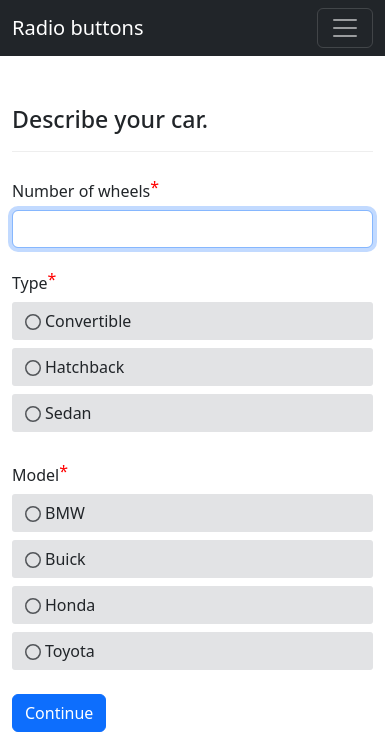 Radio buttons
Describe your car.
Number of wheels*
Type*
Convertible
Hatchback
Sedan
Model*
BMW
Buick
Honda
Toyota
Continue